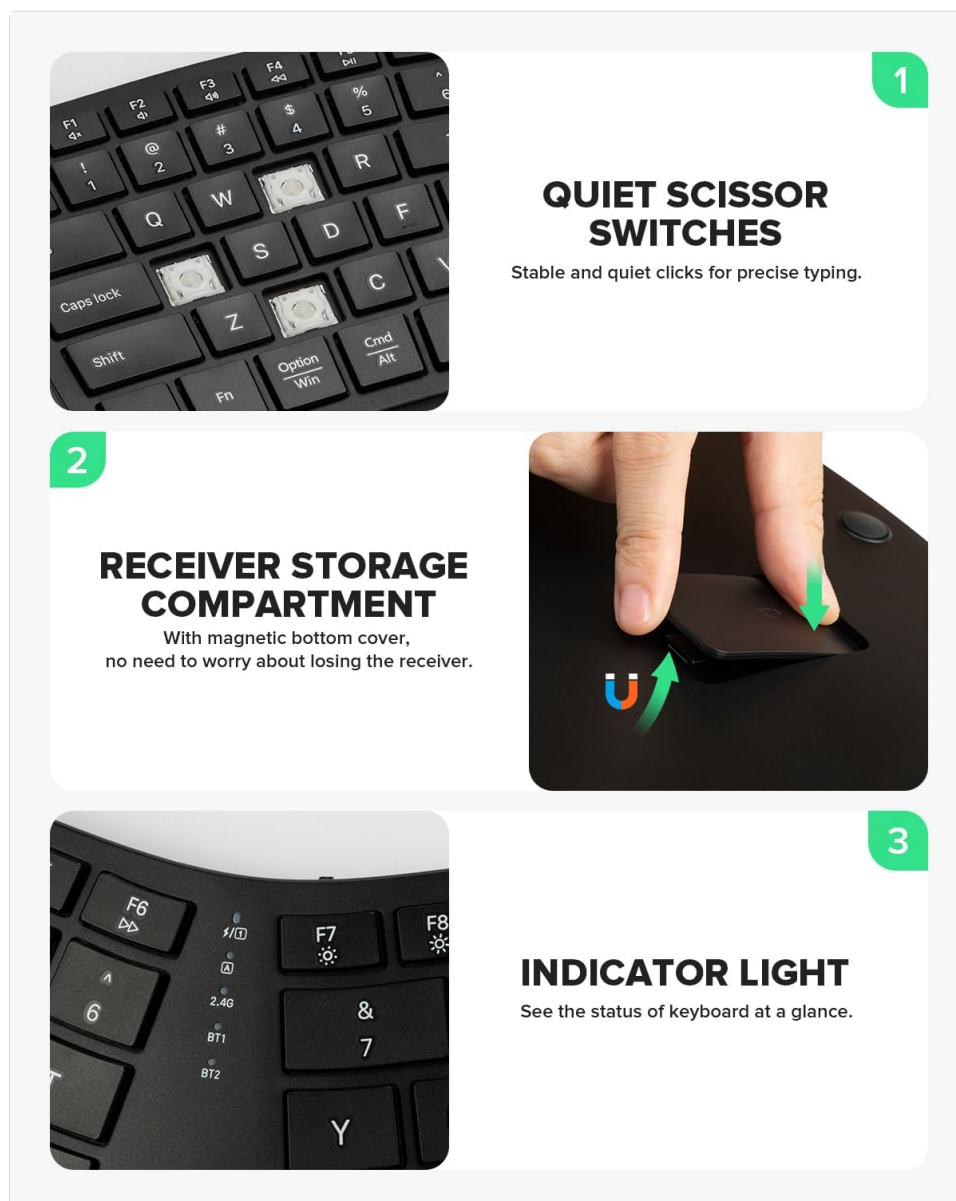 1
QUIET SCISSOR
SWITCHES
Stable and quiet clicks for precise typing.
F1
F2
F3
F4
!
1
@
2
#
3
$
4
%
5
^
6
Q
W
R
Caps lock
S
D
F
Shift
Z
C
Fn
Option
Win
Cmd
Alt
2
RECEIVER STORAGE
COMPARTMENT
With magnetic bottom cover,
no need to worry about losing the receiver.
3
INDICATOR LIGHT
See the status of keyboard at a glance.
F6
F7
F8
^
6
&
7
Y
/1
A
2.4G
BT1
BT2